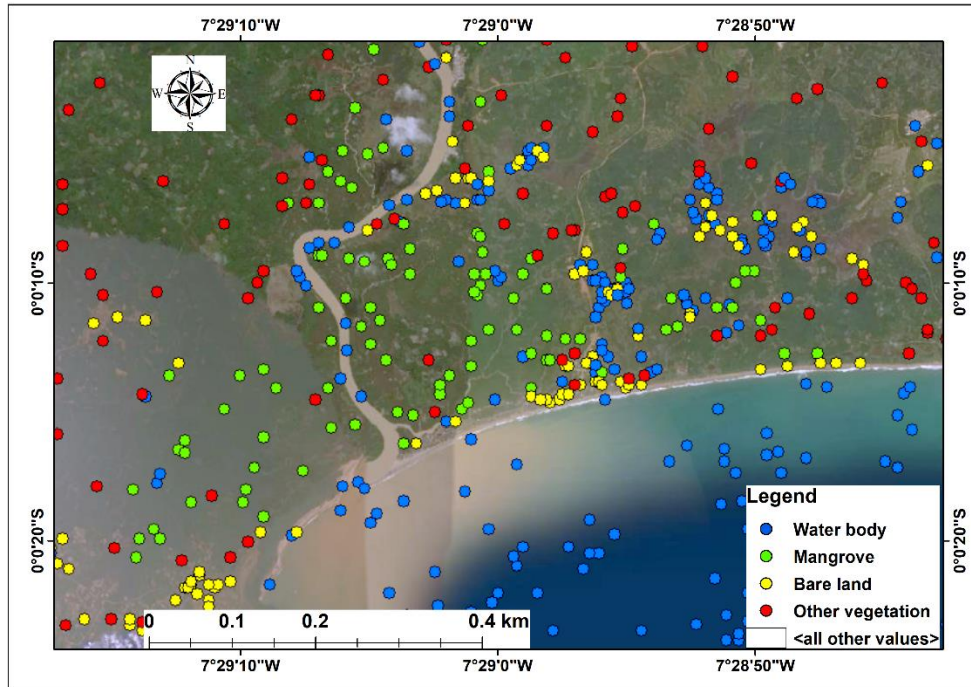 7°29'10"W 7°29'0"W 7°28'50"W
N
W E
S
0°0'10"S 0°0'10"S
Legend
Water body
0°0'20"S 0°0'20"S
Mangrove
Bare land
Other vegetation
0 0.1 0.2 0.4 km
<all other values>
7°29'10"W 7°29'0"W 7°28'50"W